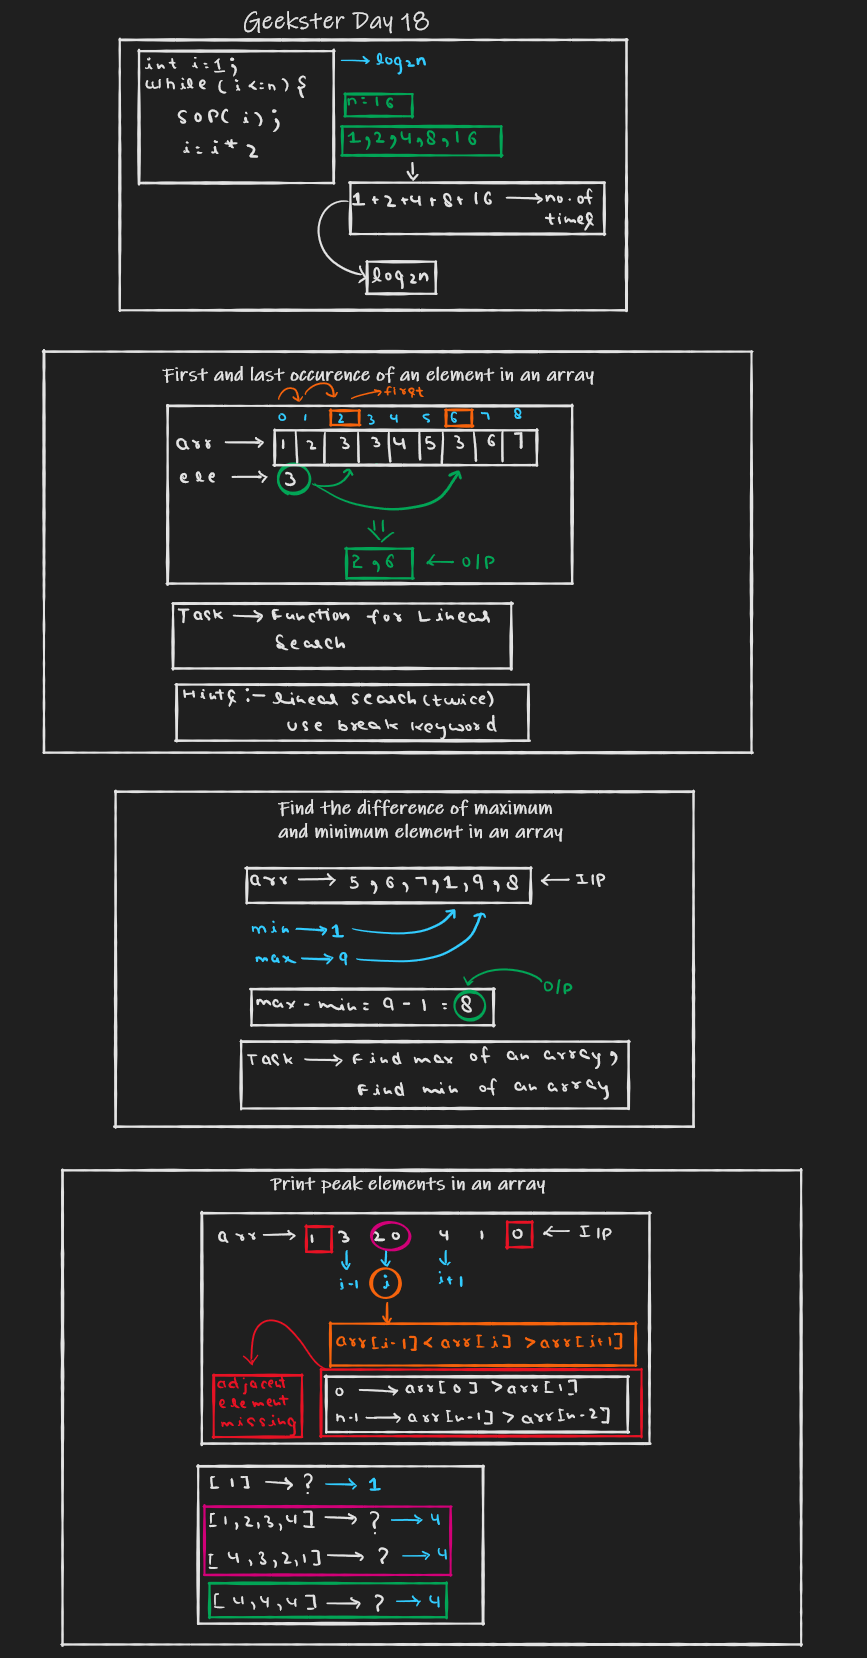 Geekster Day 18
int i=1;
while(i<=n){
SOP(i);
i=i*2
→ log2n
n=16
1,2,4,8,16
1+2+4+8+16 → no. of
times
log2n
First and last occurence of an element in an array
→ first
0 1 2 3 4 5 6 7 8
arr → 1 2 3 3 4 5 3 6 7
ele → 3
2,6 ← O/P
Task → Function for Linear
Search
Hints :- linear search(twice)
use break keyword
Find the difference of maximum
and minimum element in an array
arr → 5,6,7,1,9,8 ← I/P
min → 1
max → 9
O/P
max - min = 9 - 1 = 8
Task → Find max of an array,
Find min of an array
Print peak elements in an array
arr → 1 3 20 4 1 0 ← I/P
i-1 i i+1
arr[i-1] < arr[i] > arr[i+1]
adjacent
element
missing
0 → arr[0] > arr[1]
n-1 → arr[n-1] > arr[n-2]
[1] → ? → 1
[1,2,3,4] → ? → 4
[4,3,2,1] → ? → 4
[4,4,4] → ? → 4